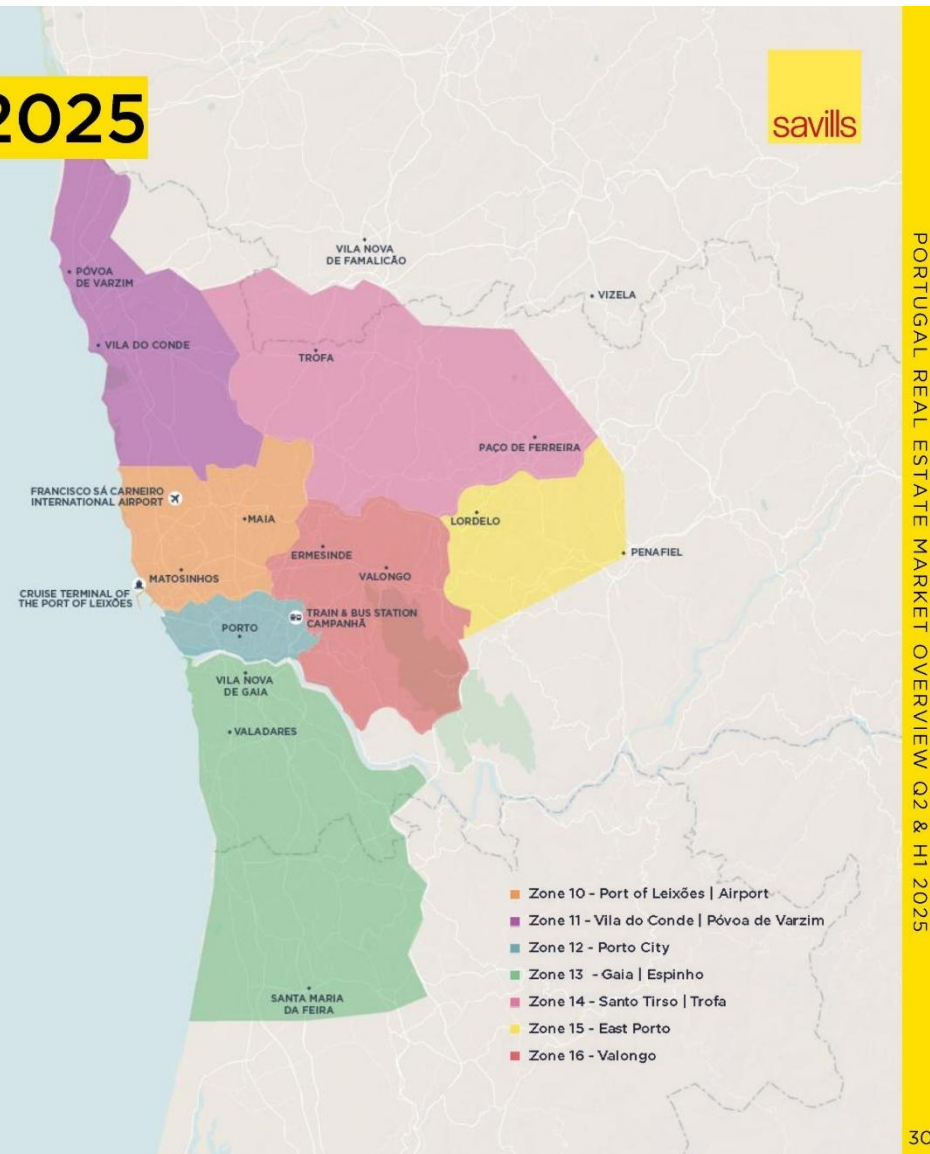 2025
savills
VILA NOVA
DE FAMALICÃO
PÓVOA
DE VARZIM
VIZELA
VILA DO CONDE
TROFA
PAÇO DE FERREIRA
FRANCISCO SÁ CARNEIRO
INTERNATIONAL AIRPORT
MAIA
LORDELO
ERMESINDE
PENAFIEL
MATOSINHOS
VALONGO
CRUISE TERMINAL OF
THE PORT OF LEIXÕES
TRAIN & BUS STATION
CAMPANHÃ
PORTO
VILA NOVA
DE GAIA
VALADARES
SANTA MARIA
DA FEIRA
Zone 10 - Port of Leixões | Airport
Zone 11 - Vila do Conde | Póvoa de Varzim
Zone 12 - Porto City
Zone 13 - Gaia | Espinho
Zone 14 - Santo Tirso | Trofa
Zone 15 - East Porto
Zone 16 - Valongo
PORTUGAL REAL ESTATE MARKET OVERVIEW Q2 & H1 2025
30